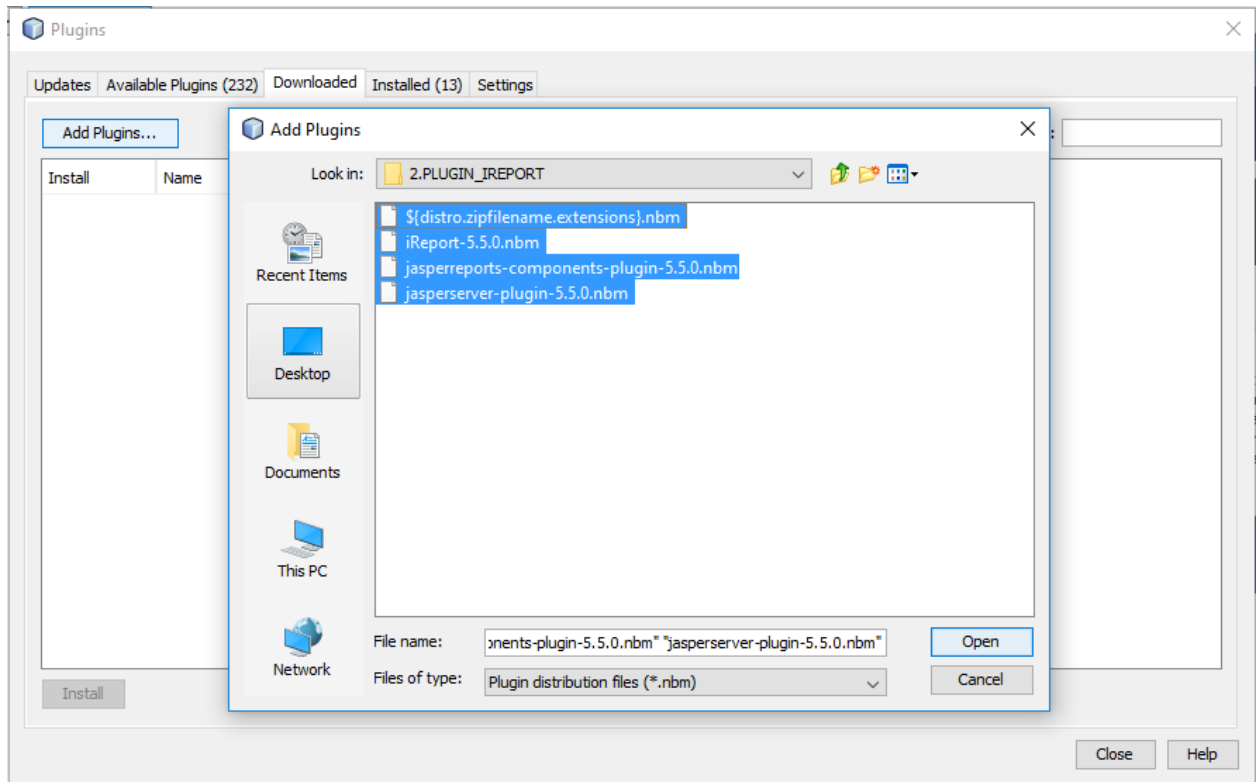 Plugins
Updates Available Plugins (232) Downloaded Installed (13) Settings
Add Plugins...
Install Name
Add Plugins
Look in: 2.PLUGIN_IREPORT
${distro.zipfilename.extensions}.nbm
iReport-5.5.0.nbm
jasperreports-components-plugin-5.5.0.nbm
jasperserver-plugin-5.5.0.nbm
Recent Items
Desktop
Documents
This PC
Network
File name: onents-plugin-5.5.0.nbm" "jasperserver-plugin-5.5.0.nbm"
Open
Files of type: Plugin distribution files (*.nbm)
Cancel
Install
Close Help